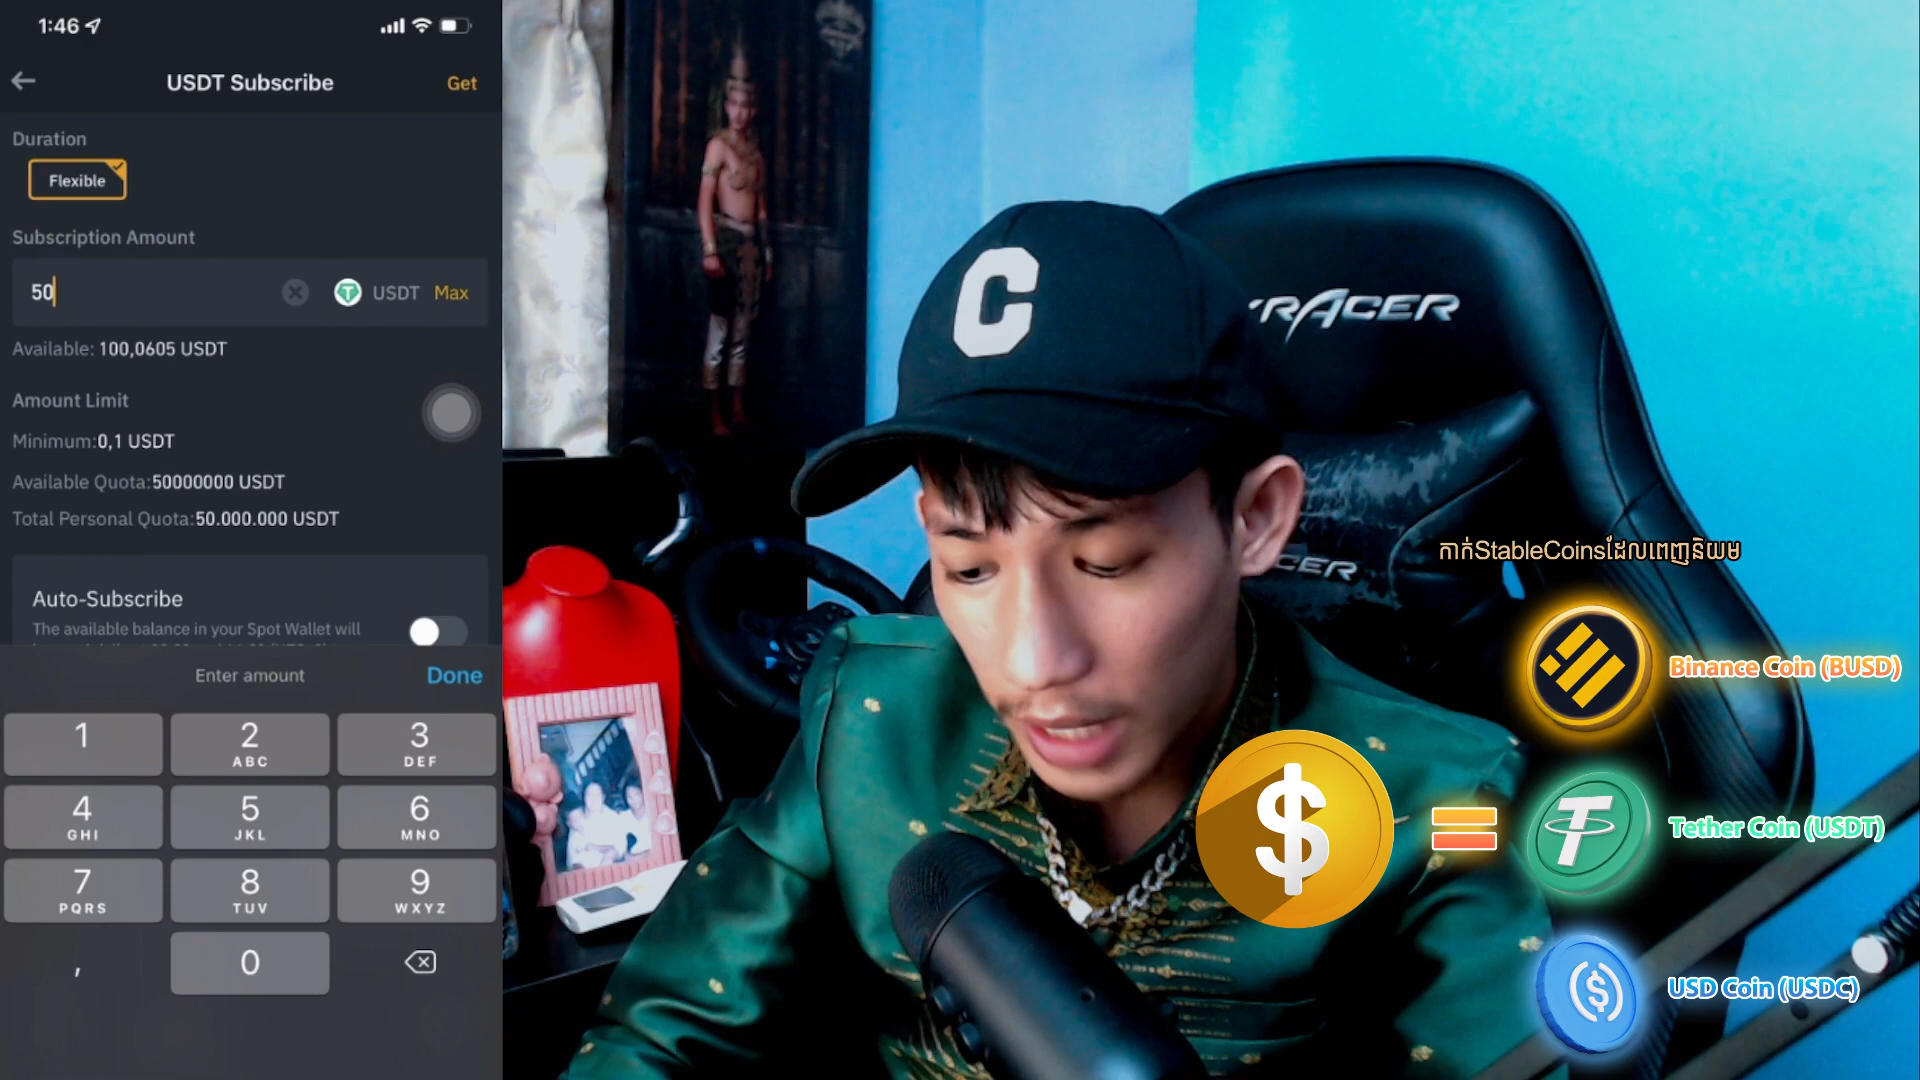 1:46
USDT Subscribe
Get
Duration
Flexible
Subscription Amount
50
USDT Max
Available: 100,0605 USDT
Amount Limit
Minimum:0,1 USDT
Available Quota:50000000 USDT
Total Personal Quota:50.000.000 USDT
Auto-Subscribe
The available balance in your Spot Wallet will
Enter amount
Done
1
2
ABC
3
DEF
4
GHI
5
JKL
6
MNO
7
PQRS
8
TUV
9
WXYZ
,
0
C
TRACER
CER
កាក់StableCoinsដែលពេញនិយម
Binance Coin (BUSD)
$
=
Tether Coin (USDT)
USD Coin (USDC)